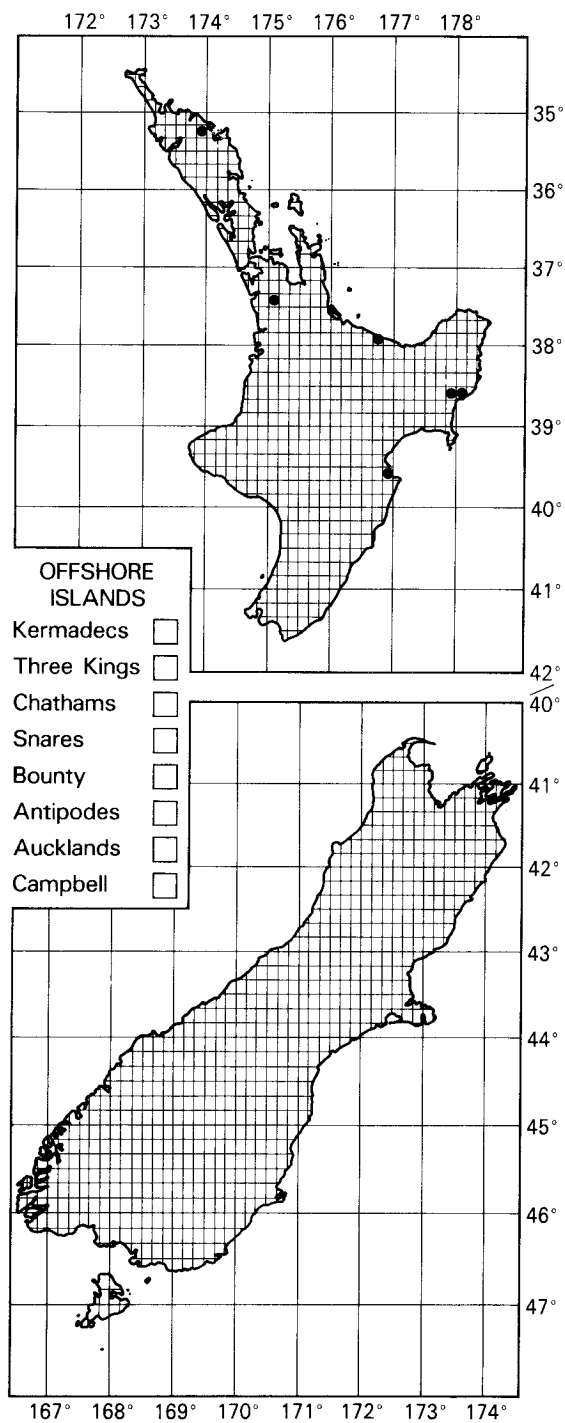 172° 173° 174° 175° 176° 177° 178°
35°
36°
37°
38°
39°
40°
41°
42°
OFFSHORE
ISLANDS
Kermadecs
Three Kings
Chathams
Snares
Bounty
Antipodes
Aucklands
Campbell
40°
41°
42°
43°
44°
45°
46°
47°
167° 168° 169° 170° 171° 172° 173° 174°